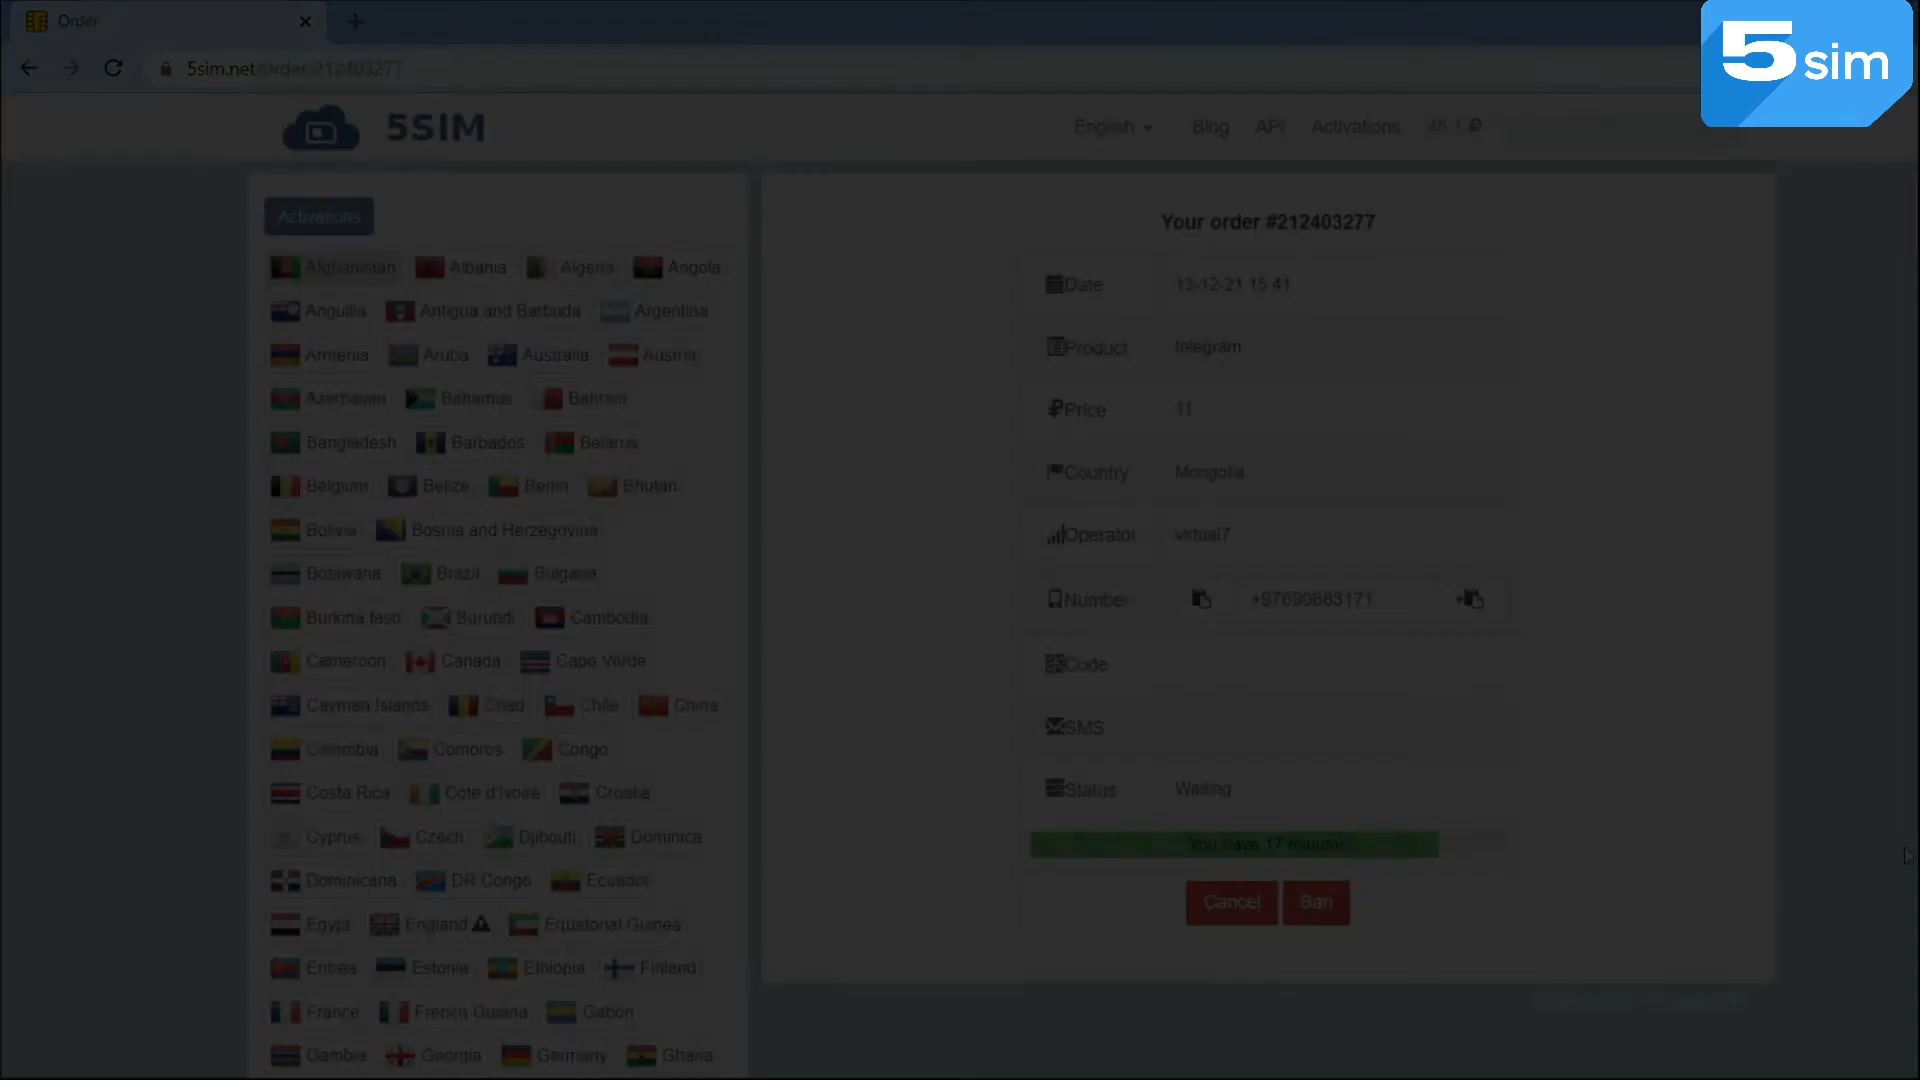 Order
5sim.net/order/212403277
5sim
5SIM
English
Blog
API
Activations
Activations
Afghanistan Albania Algeria Angola
Anguilla Antigua and Barbuda Argentina
Armenia Aruba Australia Austria
Azerbaijan Bahamas Bahrain
Bangladesh Barbados Belarus
Belgium Belize Benin Bhutan
Bolivia Bosnia and Herzegovina
Botswana Brazil Bulgaria
Burkina faso Burundi Cambodia
Cameroon Canada Cape Verde
Cayman Islands Chad Chile China
Colombia Comoros Congo
Costa Rica Cote d'Ivoire Croatia
Cyprus Czech Djibouti Dominica
Dominicana DR Congo Ecuador
Egypt England Equatorial Guinea
Eritrea Estonia Ethiopia Finland
France French Guiana Gabon
Gambia Georgia Germany Ghana
Your order #212403277
Date 13-12-21 15:41
Product telegram
Price 11
Country Mongolia
Operator virtual7
Number +97690683171 +
Code
SMS
Status Waiting
You have 17 minutes
Cancel Ban